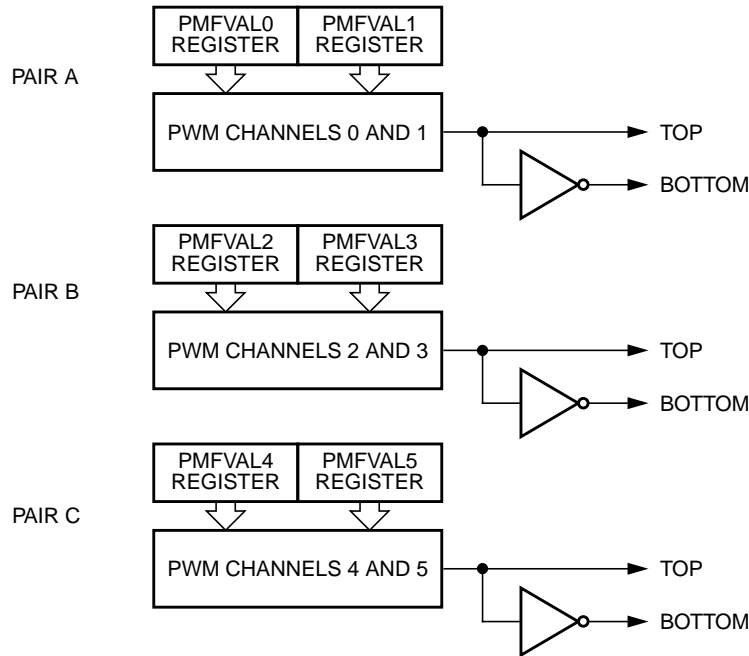 PMFVAL0
REGISTER
PMFVAL1
REGISTER
PAIR A
PWM CHANNELS 0 AND 1
TOP
BOTTOM
PMFVAL2
REGISTER
PMFVAL3
REGISTER
PAIR B
PWM CHANNELS 2 AND 3
TOP
BOTTOM
PMFVAL4
REGISTER
PMFVAL5
REGISTER
PAIR C
PWM CHANNELS 4 AND 5
TOP
BOTTOM